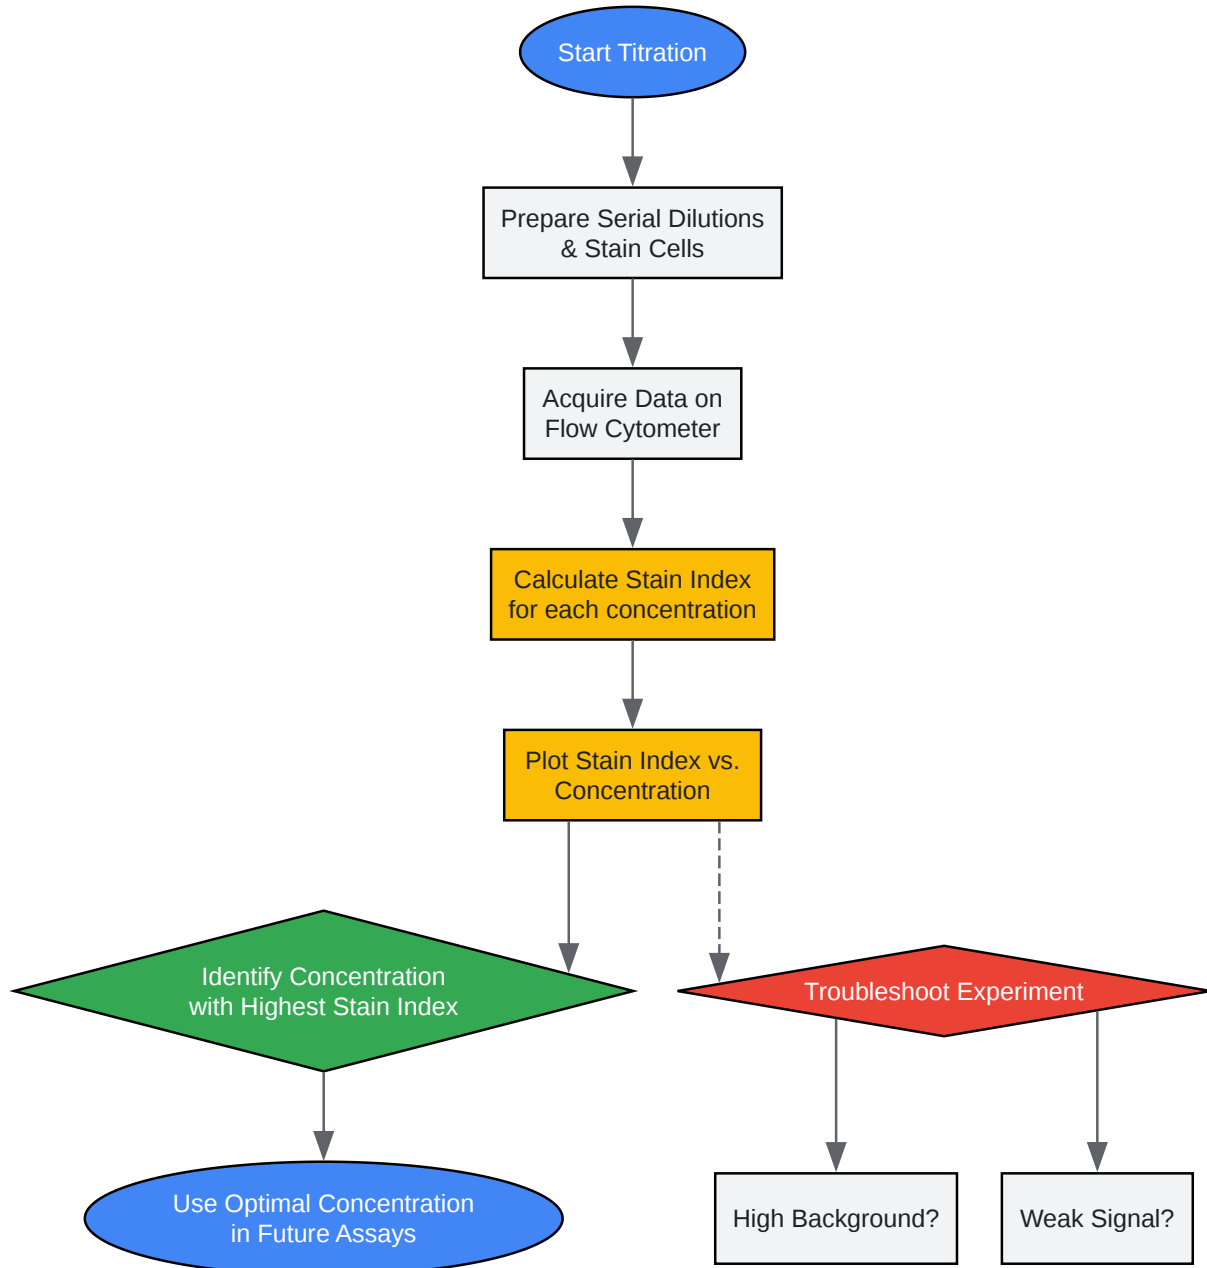 Start Titration
Prepare Serial Dilutions
& Stain Cells
Acquire Data on
Flow Cytometer
Calculate Stain Index
for each concentration
Plot Stain Index vs.
Concentration
Identify Concentration
with Highest Stain Index
Troubleshoot Experiment
Use Optimal Concentration
in Future Assays
High Background?
Weak Signal?